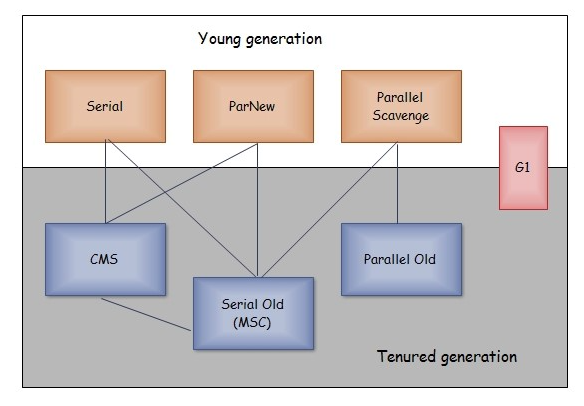 Young generation
Serial
ParNew
Parallel
Scavenge
G1
CMS
Parallel Old
Serial Old
(MSC)
Tenured generation